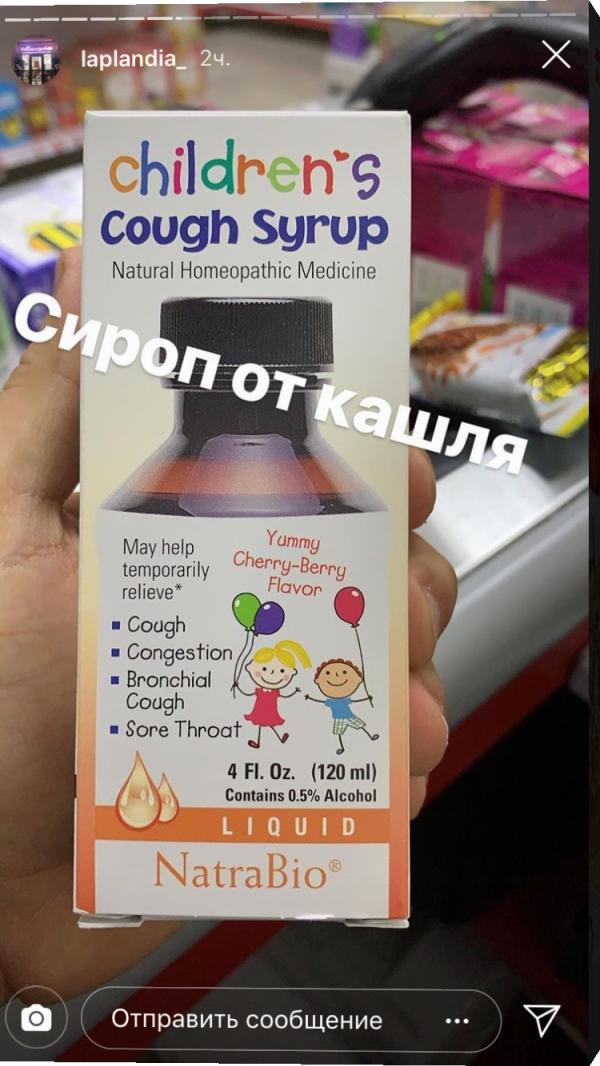 laplandia_ 2ч.
children's
Cough Syrup
Natural Homeopathic Medicine
Сироп от кашля
May help
temporarily
relieve*
Yummy
Cherry-Berry
Flavor
Cough
Congestion
Bronchial
Cough
Sore Throat
4 Fl. Oz. (120 ml)
Contains 0.5% Alcohol
LIQUID
NatraBio®
Отправить сообщение